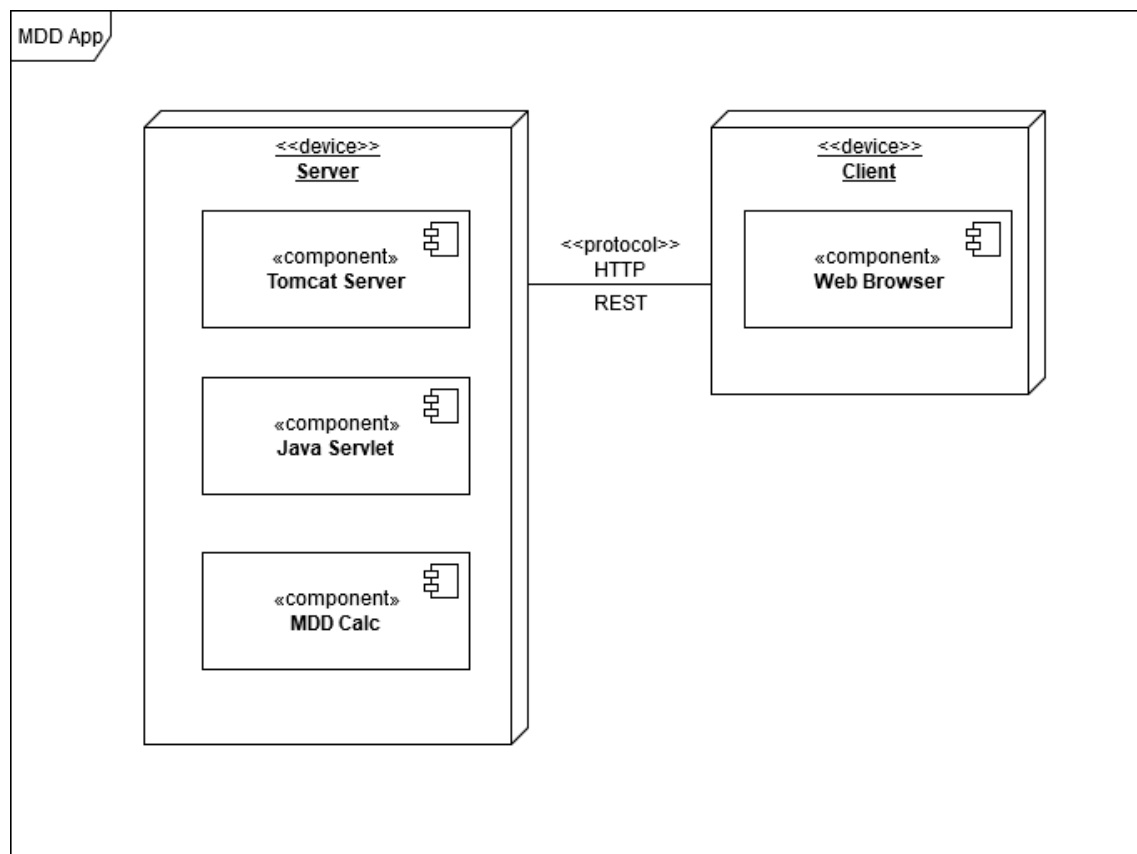 MDD App
<<device>>
Server
«component»
Tomcat Server
«component»
Java Servlet
«component»
MDD Calc
<<protocol>>
HTTP
REST
<<device>>
Client
«component»
Web Browser